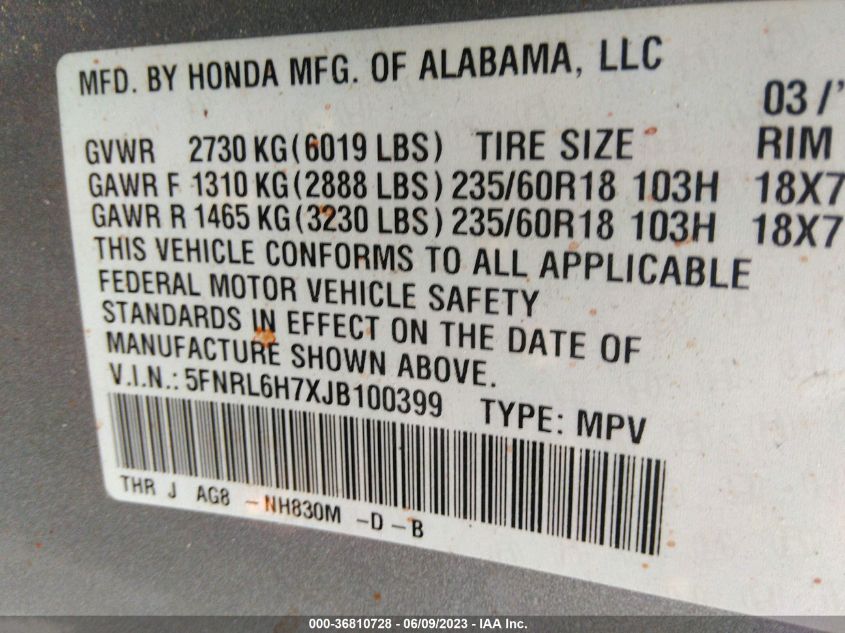 MFD. BY HONDA MFG. OF ALABAMA, LLC
03 /'
GVWR 2730 KG (6019 LBS) TIRE SIZE RIM
GAWR F 1310 KG (2888 LBS) 235/60R18 103H 18X7
GAWR R 1465 KG (3230 LBS) 235/60R18 103H 18X7
THIS VEHICLE CONFORMS TO ALL APPLICABLE
FEDERAL MOTOR VEHICLE SAFETY
STANDARDS IN EFFECT ON THE DATE OF
MANUFACTURE SHOWN ABOVE.
V.I.N.: 5FNRL6H7XJB100399 TYPE: MPV
THR J AG8 -NH830M -D -B
000-36810728 - 06/09/2023 - IAA Inc.